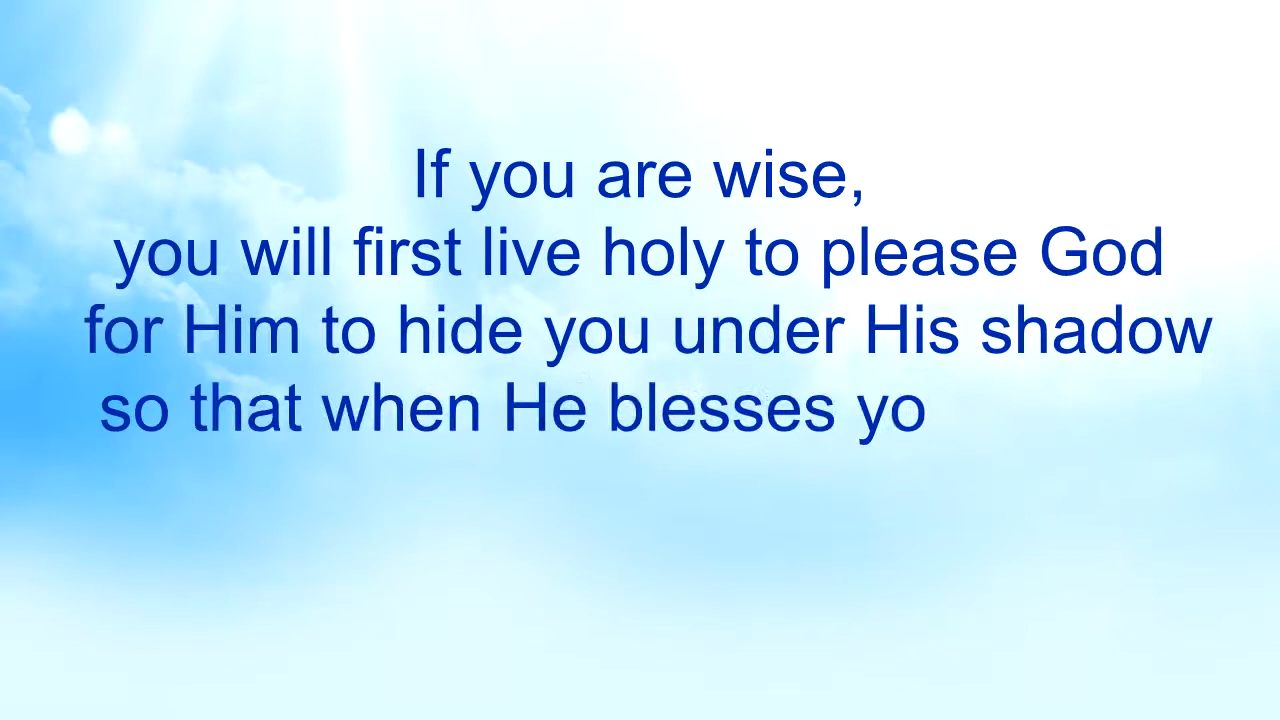 If you are wise,
you will first live holy to please God
for Him to hide you under His shadow
so that when He blesses yo